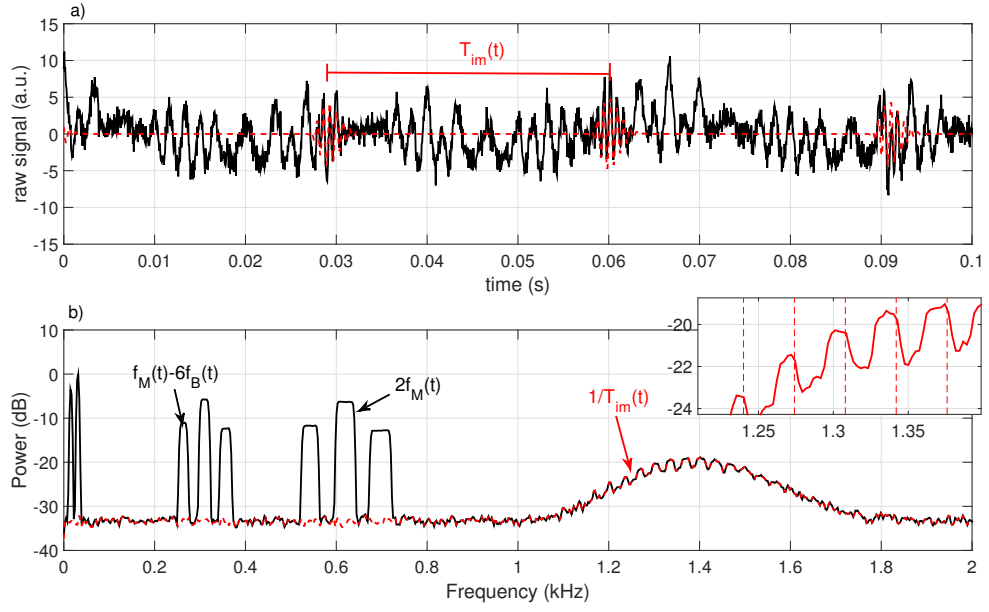 a)
raw signal (a.u.)
15
10
5
0
-5
-10
-15
T_im(t)
0 0.01 0.02 0.03 0.04 0.05 0.06 0.07 0.08 0.09 0.1
time (s)
b)
Power (dB)
10
0
-10
-20
-30
-40
f_M(t)-6f_B(t)
2f_M(t)
1/T_im(t)
-20
-22
-24
1.25 1.3 1.35
0 0.2 0.4 0.6 0.8 1 1.2 1.4 1.6 1.8 2
Frequency (kHz)